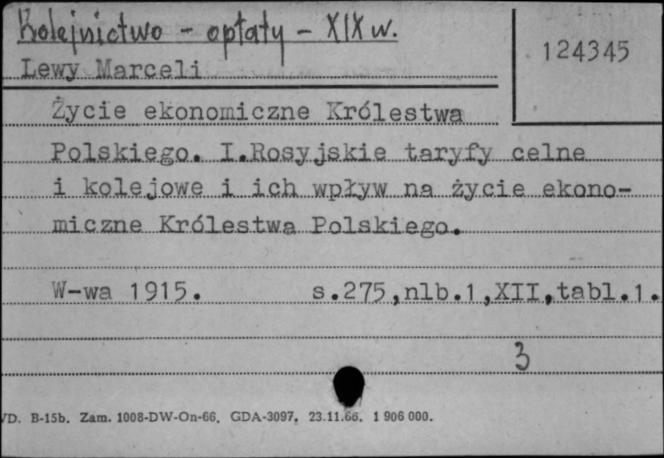 Kolejnictwo - opłaty - XIX w.
124345
Lewy Marceli
Życie ekonomiczne Królestwa
Polskiego. I.Rosyjskie taryfy celne
i kolejowe i ich wpływ na życie ekono-
miczne Królestwa Polskiego.
W-wa 1915. s.275,nlb.1,XII,tabl.1.
3
VD. B-15b. Zam. 1008-DW-On-66, GDA-3097, 23.11.66. 1 906 000.